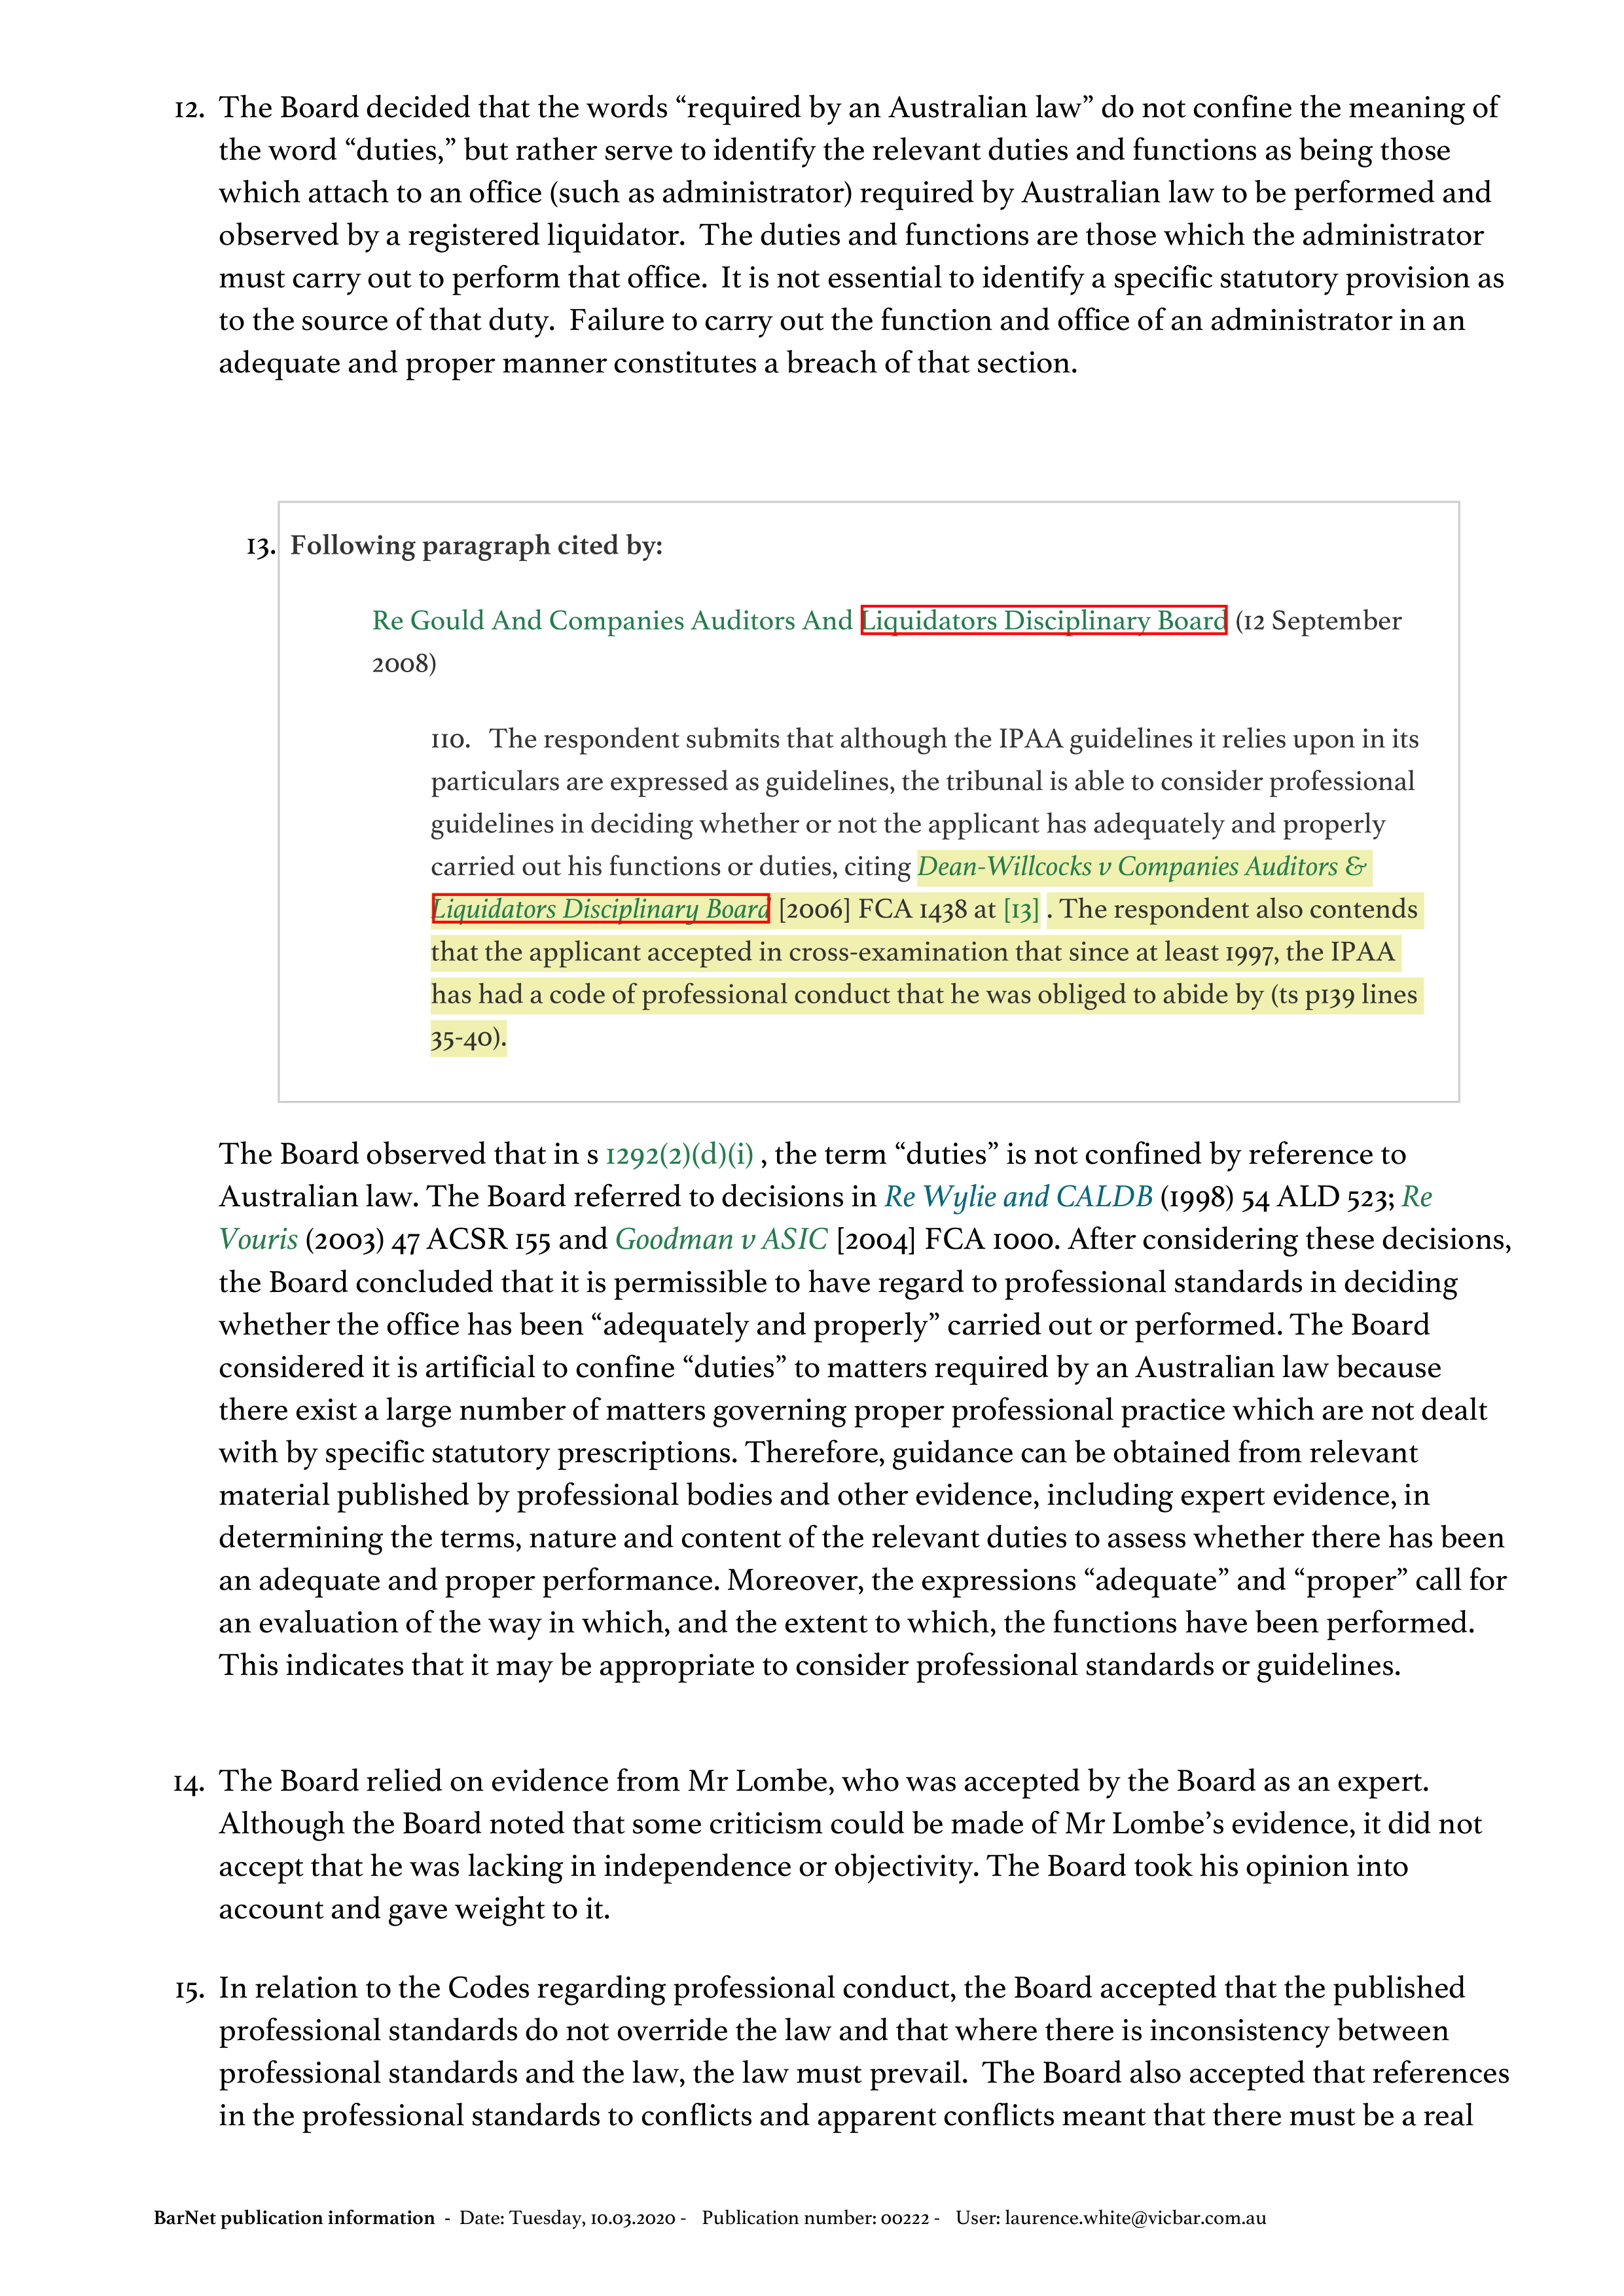 12. The Board decided that the words “required by an Australian law” do not confine the meaning of
the word “duties,” but rather serve to identify the relevant duties and functions as being those
which attach to an office (such as administrator) required by Australian law to be performed and
observed by a registered liquidator.  The duties and functions are those which the administrator
must carry out to perform that office.  It is not essential to identify a specific statutory provision as
to the source of that duty.  Failure to carry out the function and office of an administrator in an
adequate and proper manner constitutes a breach of that section.
13. Following paragraph cited by:
Re Gould And Companies Auditors And Liquidators Disciplinary Board (12 September
2008)
110.   The respondent submits that although the IPAA guidelines it relies upon in its
particulars are expressed as guidelines, the tribunal is able to consider professional
guidelines in deciding whether or not the applicant has adequately and properly
carried out his functions or duties, citing Dean-Willcocks v Companies Auditors &
Liquidators Disciplinary Board [2006] FCA 1438 at [13] . The respondent also contends
that the applicant accepted in cross-examination that since at least 1997, the IPAA
has had a code of professional conduct that he was obliged to abide by (ts p139 lines
35-40).
The Board observed that in s 1292(2)(d)(i) , the term “duties” is not confined by reference to
Australian law. The Board referred to decisions in Re Wylie and CALDB (1998) 54 ALD 523; Re
Vouris (2003) 47 ACSR 155 and Goodman v ASIC [2004] FCA 1000. After considering these decisions,
the Board concluded that it is permissible to have regard to professional standards in deciding
whether the office has been “adequately and properly” carried out or performed. The Board
considered it is artificial to confine “duties” to matters required by an Australian law because
there exist a large number of matters governing proper professional practice which are not dealt
with by specific statutory prescriptions. Therefore, guidance can be obtained from relevant
material published by professional bodies and other evidence, including expert evidence, in
determining the terms, nature and content of the relevant duties to assess whether there has been
an adequate and proper performance. Moreover, the expressions “adequate” and “proper” call for
an evaluation of the way in which, and the extent to which, the functions have been performed.
This indicates that it may be appropriate to consider professional standards or guidelines.
14. The Board relied on evidence from Mr Lombe, who was accepted by the Board as an expert.
Although the Board noted that some criticism could be made of Mr Lombe’s evidence, it did not
accept that he was lacking in independence or objectivity. The Board took his opinion into
account and gave weight to it.
15. In relation to the Codes regarding professional conduct, the Board accepted that the published
professional standards do not override the law and that where there is inconsistency between
professional standards and the law, the law must prevail.  The Board also accepted that references
in the professional standards to conflicts and apparent conflicts meant that there must be a real
BarNet publication information  -  Date: Tuesday, 10.03.2020 -   Publication number: 00222 -   User: laurence.white@vicbar.com.au